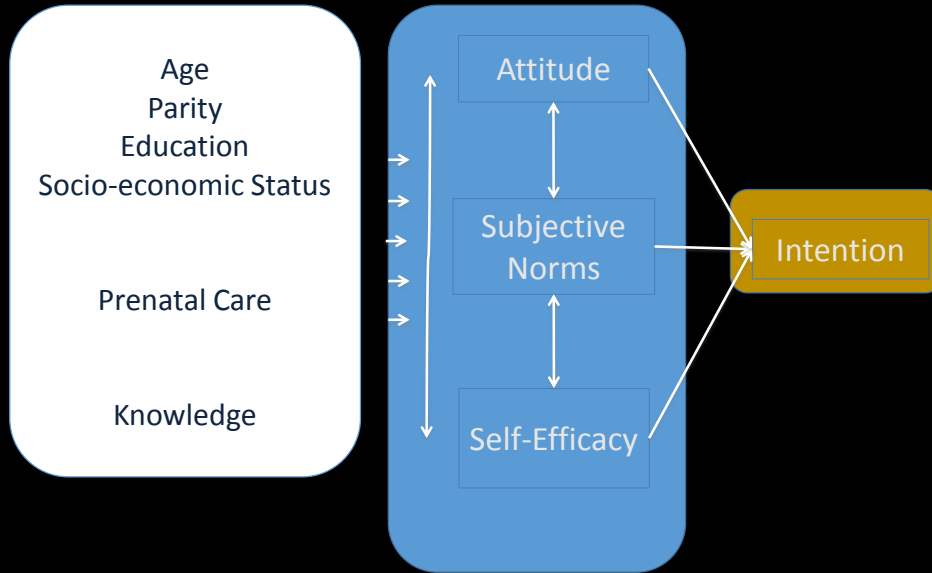 Age
Parity
Education
Socio-economic Status
Prenatal Care
Knowledge
Attitude
Subjective
Norms
Self-Efficacy
Intention